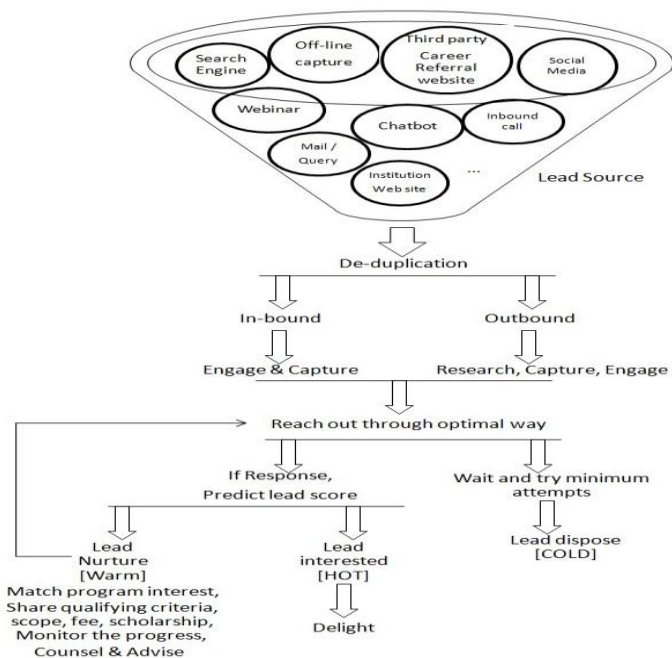 Search
Engine
Off-line
capture
Third party
Career
Referral
website
Social
Media
Webinar
Chatbot
Inbound
call
Mail /
Query
Institution
Web site
...
Lead Source
De-duplication
In-bound
Outbound
Engage & Capture
Research, Capture, Engage
Reach out through optimal way
If Response,
Predict lead score
Wait and try minimum
attempts
Lead
Nurture
[Warm]
Match program interest,
Share qualifying criteria,
scope, fee, scholarship,
Monitor the progress,
Counsel & Advise
Lead
interested
[HOT]
Delight
Lead dispose
[COLD]